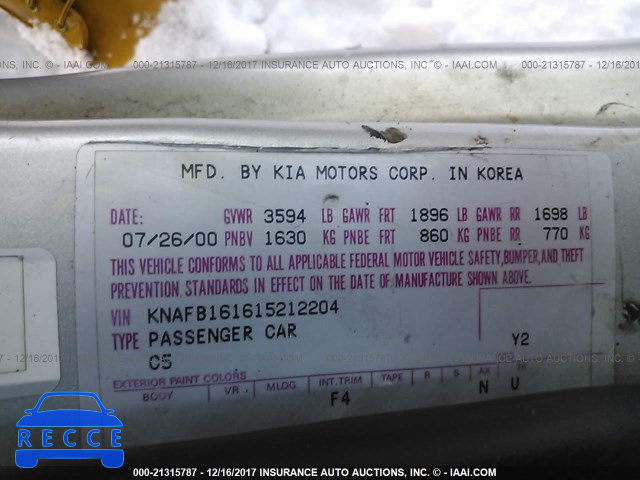 000-21315787 - 12/16/2017 INSURANCE AUTO AUCTIONS, INC. - © IAAI.COM
MFD. BY KIA MOTORS CORP. IN KOREA
DATE: GVWR 3594 LB GAWR FRT 1896 LB GAWR RR 1698 LB
07/26/00 PNBV 1630 KG PNBE FRT 860 KG PNBE RR 770 KG
THIS VEHICLE CONFORMS TO ALL APPLICABLE FEDERAL MOTOR VEHICLE SAFETY, BUMPER, AND THEFT
PREVENTION STANDARDS IN EFFECT ON THE DATE OF MANUFACTURE SHOWN ABOVE.
VIN KNAFB161615212204
TYPE PASSENGER CAR
Y2
C5
EXTERIOR PAINT COLORS
BODY VR MLDG. INT.TRIM TAPE R S AX TR
F4 N U
RECCE
000-21315787 - 12/16/2017 INSURANCE AUTO AUCTIONS, INC. - © IAAI.COM